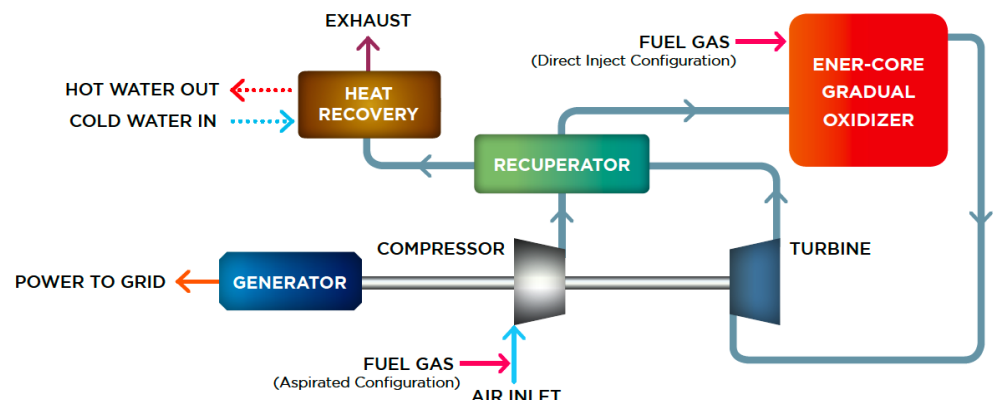 EXHAUST
FUEL GAS
(Direct Inject Configuration)
ENER-CORE
GRADUAL
OXIDIZER
HOT WATER OUT
COLD WATER IN
HEAT
RECOVERY
RECUPERATOR
COMPRESSOR
TURBINE
POWER TO GRID
GENERATOR
FUEL GAS
(Aspirated Configuration)
AIR INLET